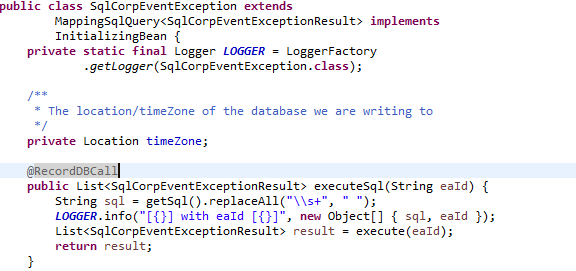 public class SqlCorpEventException extends
MappingSqlQuery<SqlCorpEventExceptionResult> implements
InitializingBean {
private static final Logger LOGGER = LoggerFactory
.getLogger(SqlCorpEventException.class);
/**
* The location/timeZone of the database we are writing to
*/
private Location timeZone;
@RecordDBCall
public List<SqlCorpEventExceptionResult> executeSql(String eaId) {
String sql = getSql().replaceAll("\\s+", " ");
LOGGER.info("[{}] with eaId [{}]", new Object[] { sql, eaId });
List<SqlCorpEventExceptionResult> result = execute(eaId);
return result;
}